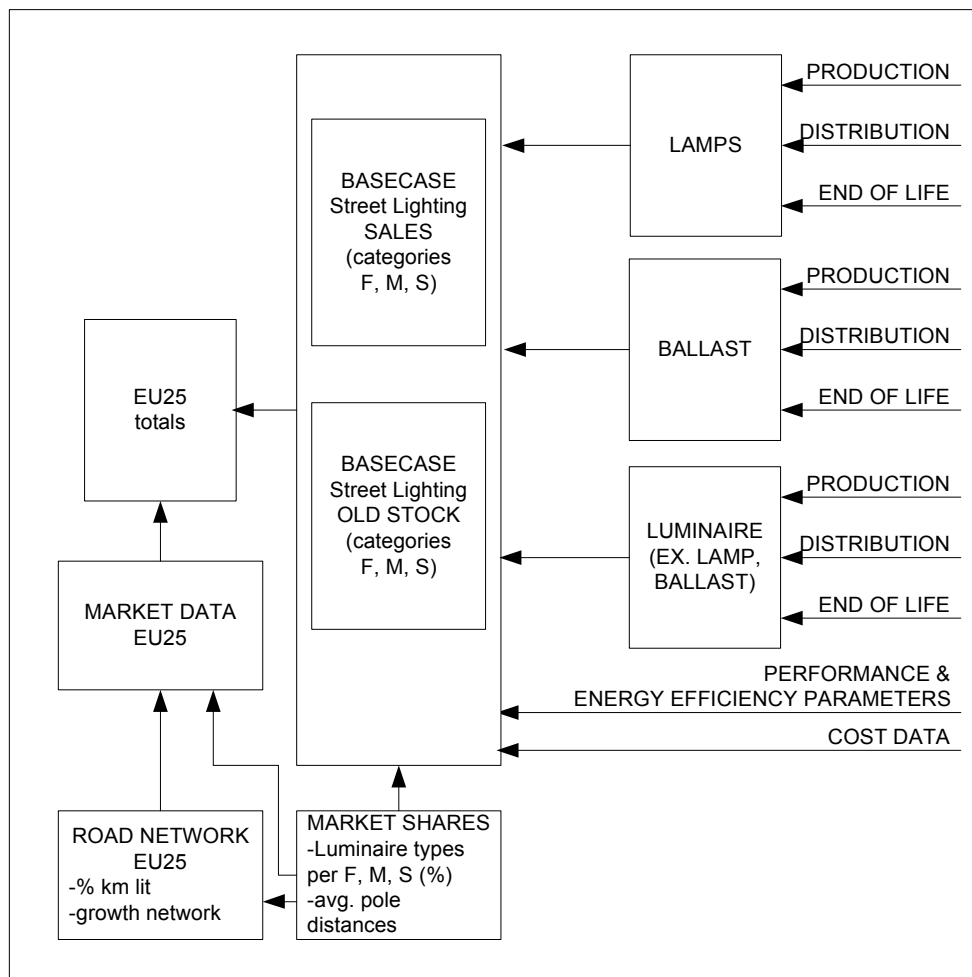 PRODUCTION
DISTRIBUTION
END OF LIFE
LAMPS
BASECASE
Street Lighting
SALES
(categories
F, M, S)
PRODUCTION
DISTRIBUTION
END OF LIFE
BALLAST
EU25
totals
BASECASE
Street Lighting
OLD STOCK
(categories
F, M, S)
PRODUCTION
DISTRIBUTION
END OF LIFE
LUMINAIRE
(EX. LAMP,
BALLAST)
MARKET DATA
EU25
PERFORMANCE &
ENERGY EFFICIENCY PARAMETERS
COST DATA
ROAD NETWORK
EU25
-% km lit
-growth network
MARKET SHARES
-Luminaire types
per F, M, S (%)
-avg. pole
distances